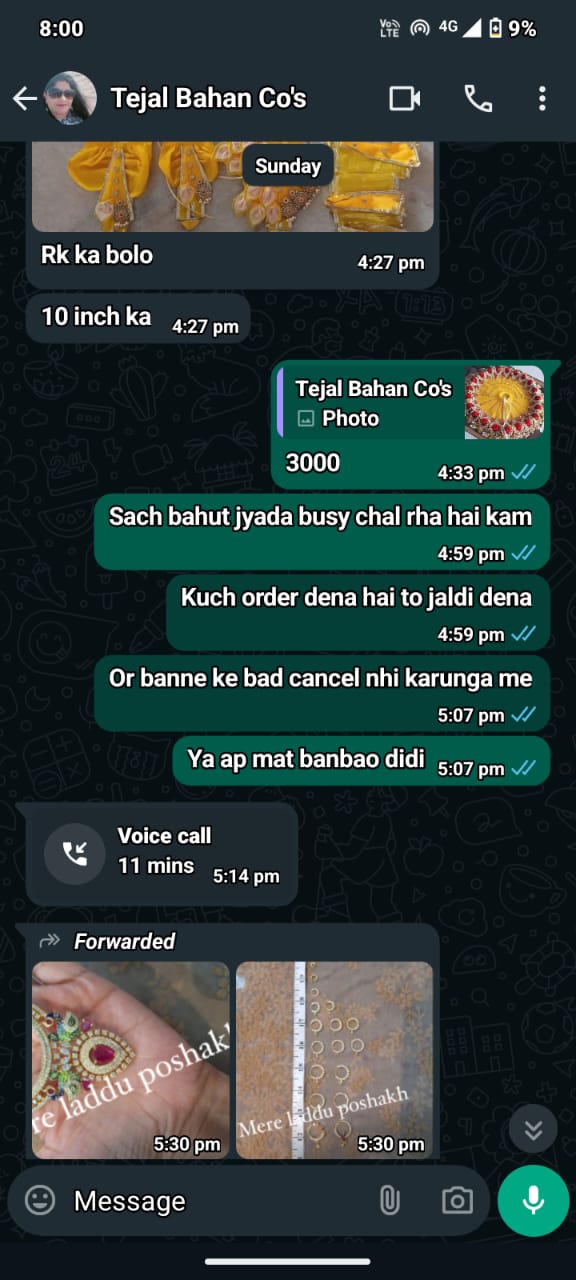 8:00
Vo LTE 4G 9%
Tejal Bahan Co's
Sunday
Rk ka bolo
4:27 pm
10 inch ka 4:27 pm
Tejal Bahan Co's
Photo
3000
4:33 pm
Sach bahut jyada busy chal rha hai kam
4:59 pm
Kuch order dena hai to jaldi dena
4:59 pm
Or banne ke bad cancel nhi karunga me
5:07 pm
Ya ap mat banbao didi 5:07 pm
Voice call
11 mins 5:14 pm
Forwarded
re laddu poshak
5:30 pm
Mere laddu poshakh
5:30 pm
Message